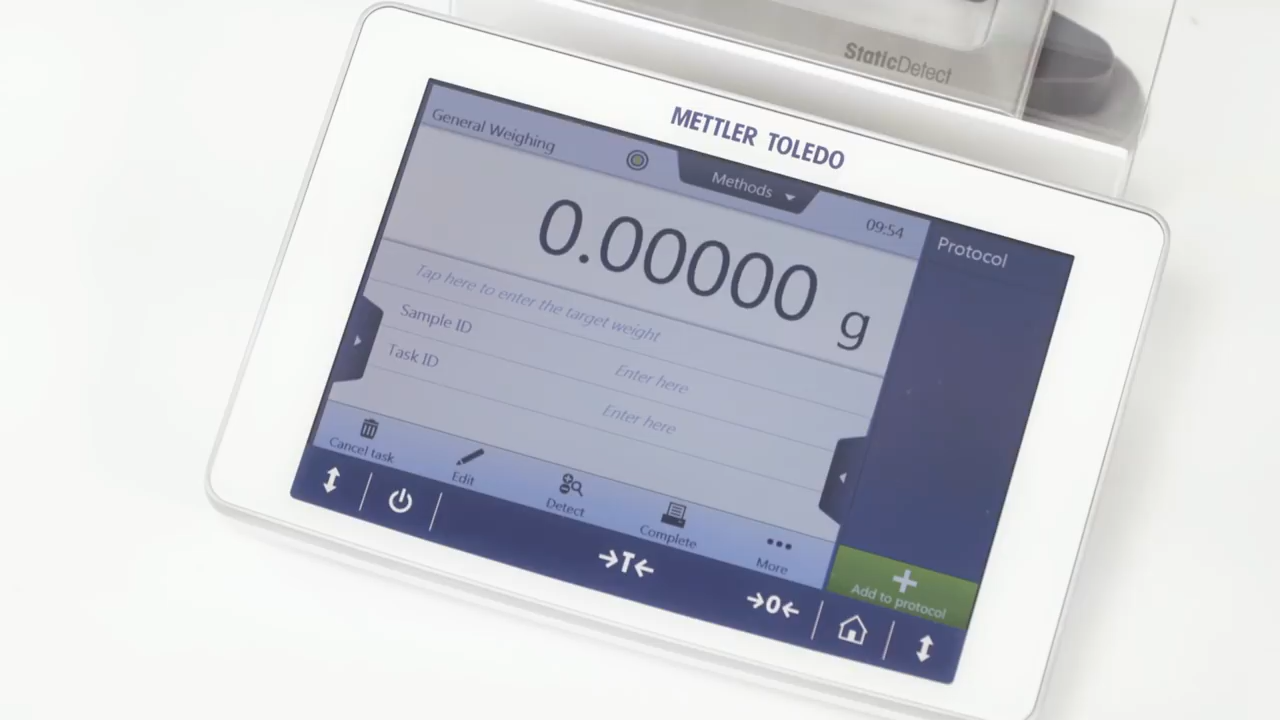 StaticDetect
METTLER TOLEDO
General Weighing
Methods
09:54
Protocol
0.00000 g
Tap here to enter the target weight
Sample ID
Enter here
Task ID
Enter here
Cancel task
Edit
Detect
Complete
More
Add to protocol
→T←
→0←